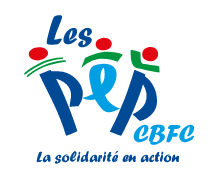 Les
pep
CBFC
La solidarité en action